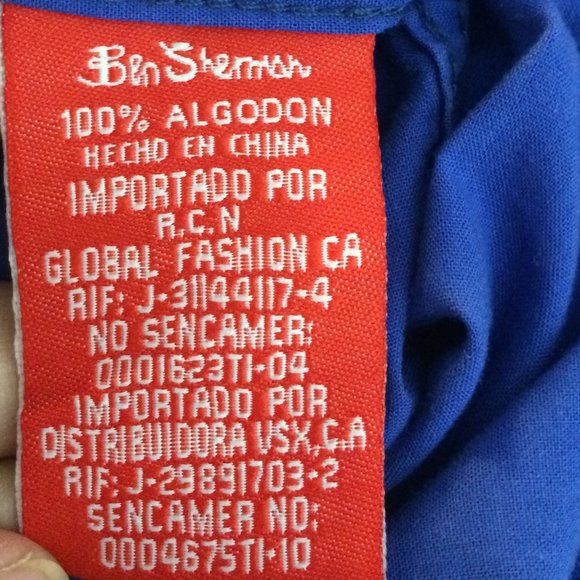 Ben Sherman
100% ALGODON
HECHO EN CHINA
IMPORTADO POR
R.C.N
GLOBAL FASHION CA
RIF: J-31144117-4
NO SENCAMER:
0001623TI-04
IMPORTADO POR
DISTRIBUIDORA VSX,C.A
RIF: J-29891703-2
SENCAMER NO:
0004675TI-10